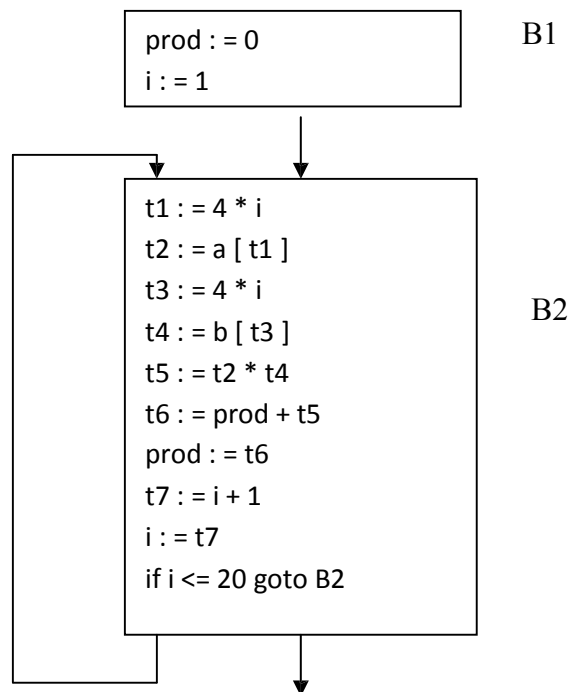 prod : = 0
i : = 1
B1
t1 : = 4 * i
t2 : = a [ t1 ]
t3 : = 4 * i
t4 : = b [ t3 ]
t5 : = t2 * t4
t6 : = prod + t5
prod : = t6
t7 : = i + 1
i : = t7
if i <= 20 goto B2
B2